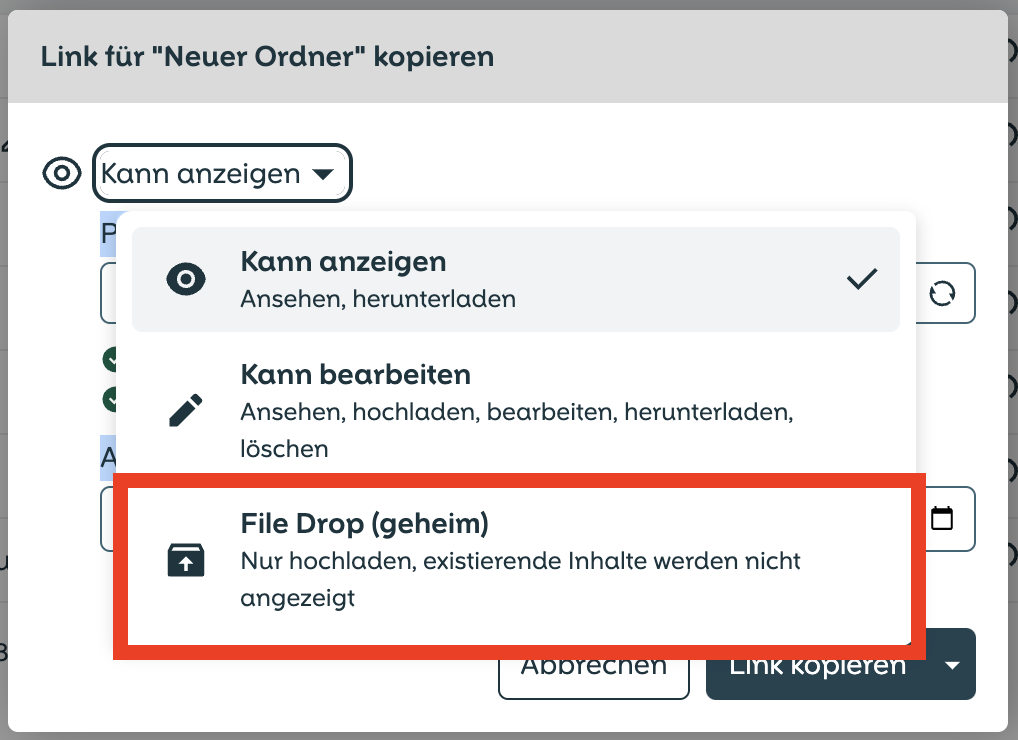 Link für "Neuer Ordner" kopieren
Kann anzeigen
P
Kann anzeigen
Ansehen, herunterladen
Kann bearbeiten
Ansehen, hochladen, bearbeiten, herunterladen,
löschen
A
File Drop (geheim)
Nur hochladen, existierende Inhalte werden nicht
angezeigt
Abbrechen
Link kopieren